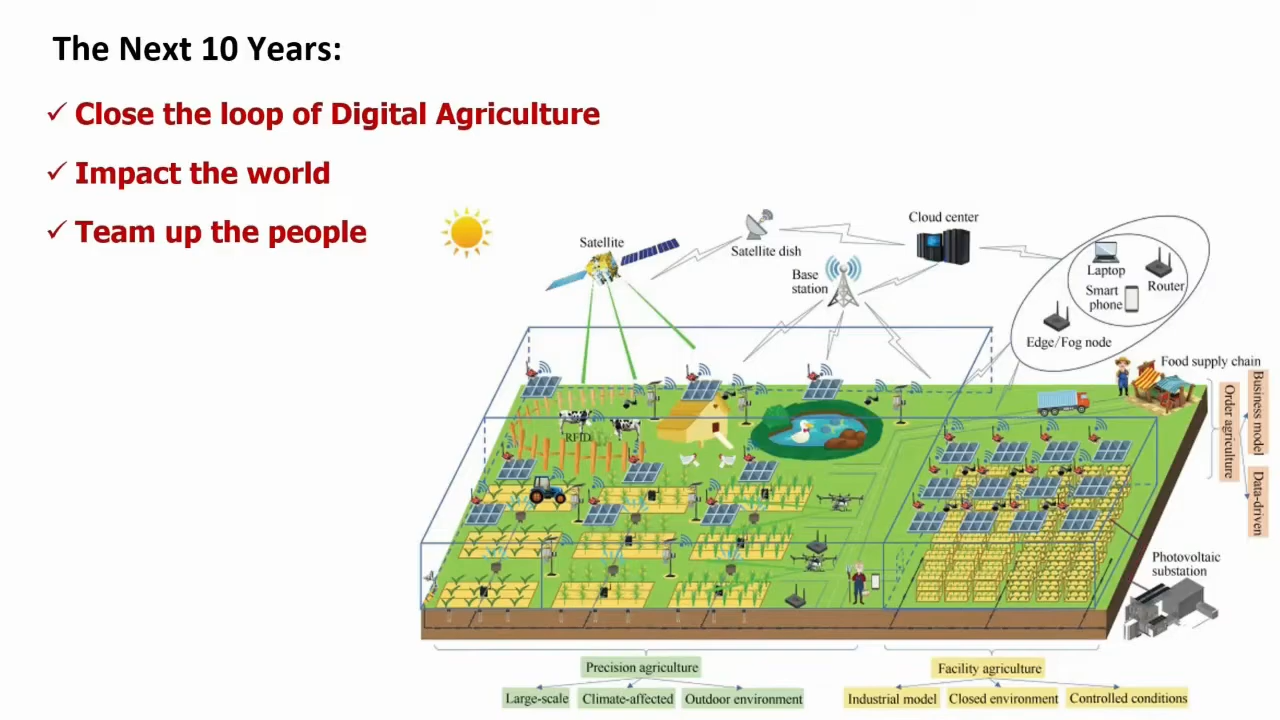 The Next 10 Years:
✓ Close the loop of Digital Agriculture
✓ Impact the world
✓ Team up the people
Satellite
Satellite dish
Cloud center
Base
station
Laptop
Router
Smart
phone
Edge/Fog node
Food supply chain
Business model
Order agriculture
Data-driven
RFID
Photovoltaic
substation
Precision agriculture
Facility agriculture
Large-scale
Climate-affected
Outdoor environment
Industrial model
Closed environment
Controlled conditions